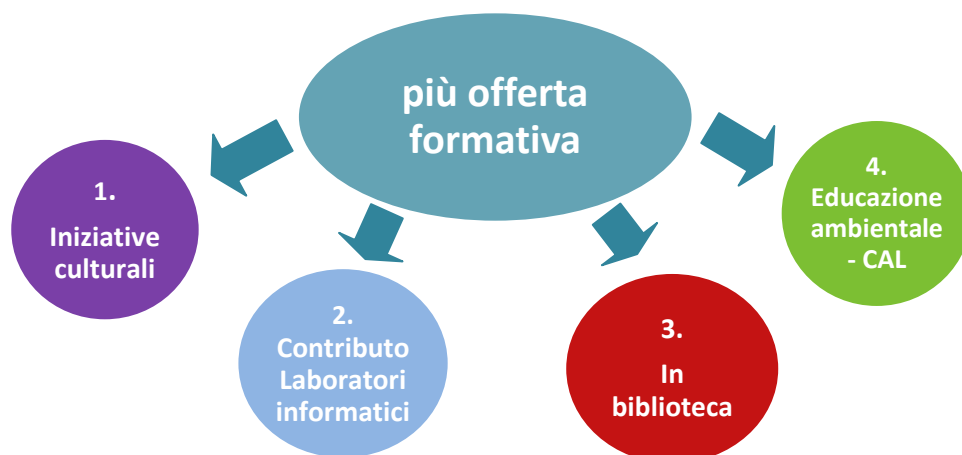 più offerta
formativa
1.
Iniziative
culturali
2.
Contributo
Laboratori
informatici
3.
In
biblioteca
4.
Educazione
ambientale
- CAL